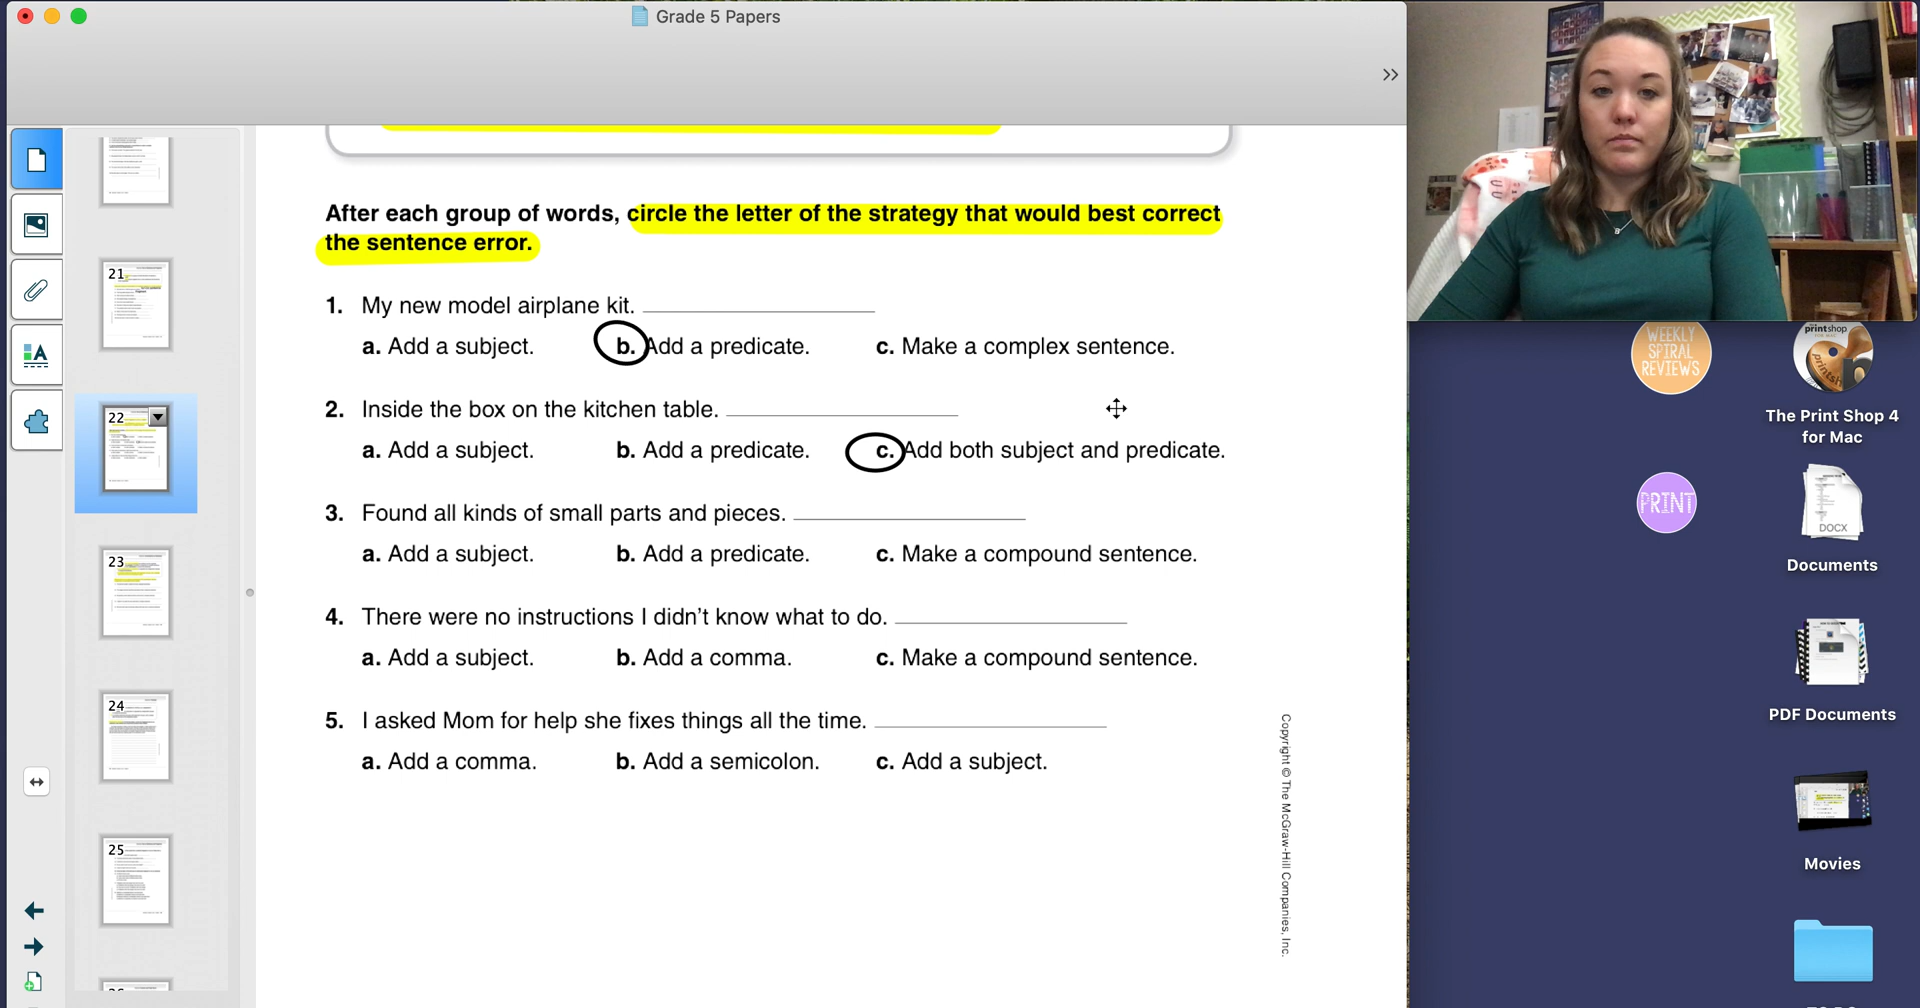 Grade 5 Papers
After each group of words, circle the letter of the strategy that would best correct
the sentence error.
1. My new model airplane kit.
a. Add a subject. b. Add a predicate. c. Make a complex sentence.
2. Inside the box on the kitchen table.
a. Add a subject. b. Add a predicate. c. Add both subject and predicate.
3. Found all kinds of small parts and pieces.
a. Add a subject. b. Add a predicate. c. Make a compound sentence.
4. There were no instructions I didn't know what to do.
a. Add a subject. b. Add a comma. c. Make a compound sentence.
5. I asked Mom for help she fixes things all the time.
a. Add a comma. b. Add a semicolon. c. Add a subject.
Copyright © The McGraw-Hill Companies, Inc.
21
22
23
24
25
A
WEEKLY
SPIRAL
REVIEWS
printshop
The Print Shop 4
for Mac
PRINT
DOCX
Documents
PDF Documents
Movies